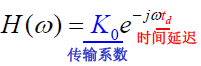 H(ω) = K₀e^{-jωt_d}
传输系数
时间延迟